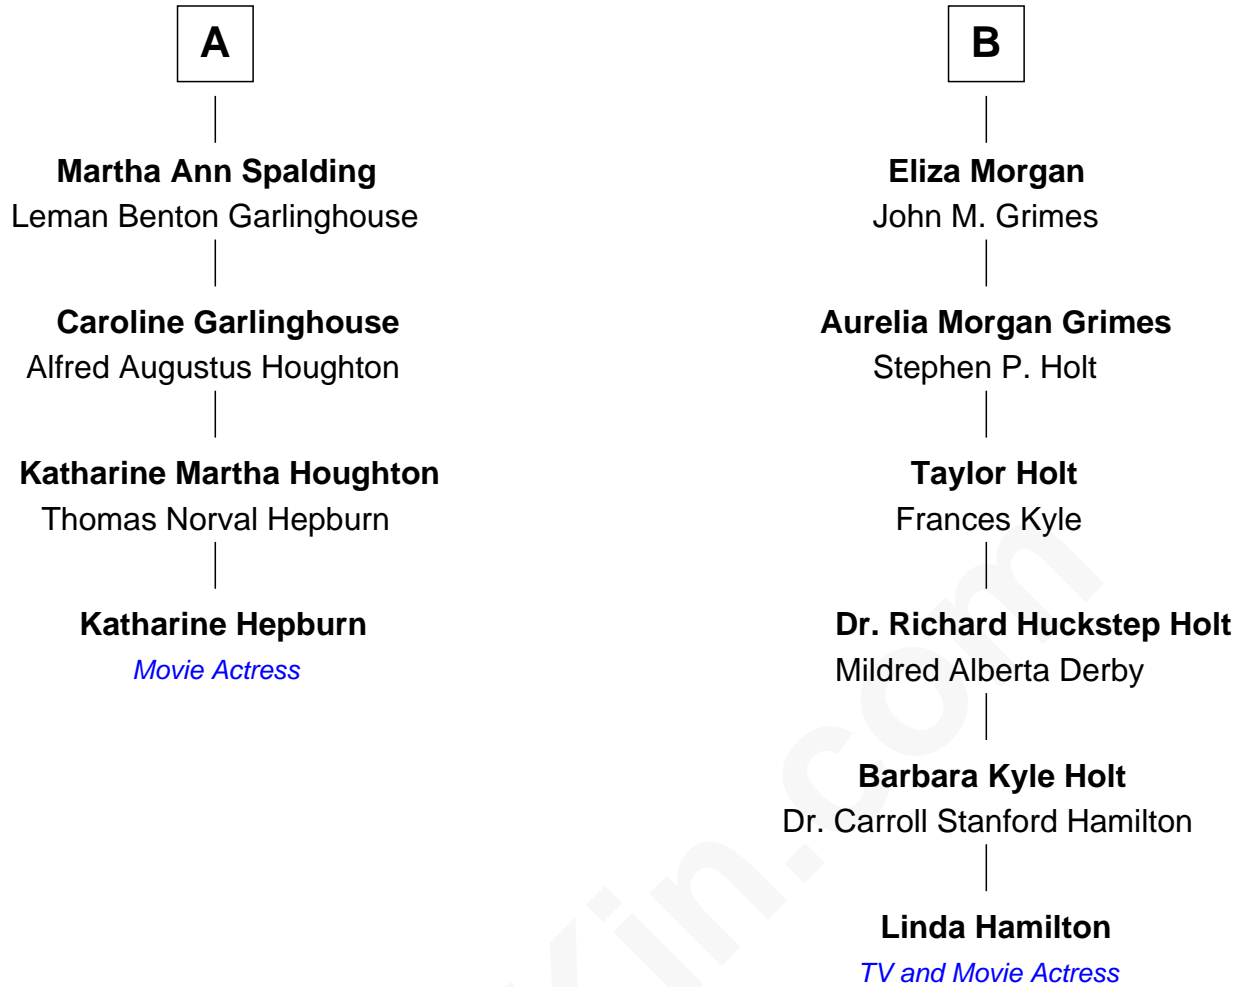 A
Martha Ann Spalding
Leman Benton Garlinghouse
Caroline Garlinghouse
Alfred Augustus Houghton
Katharine Martha Houghton
Thomas Norval Hepburn
Katharine Hepburn
Movie Actress
B
Eliza Morgan
John M. Grimes
Aurelia Morgan Grimes
Stephen P. Holt
Taylor Holt
Frances Kyle
Dr. Richard Huckstep Holt
Mildred Alberta Derby
Barbara Kyle Holt
Dr. Carroll Stanford Hamilton
Linda Hamilton
TV and Movie Actress
Kin.com